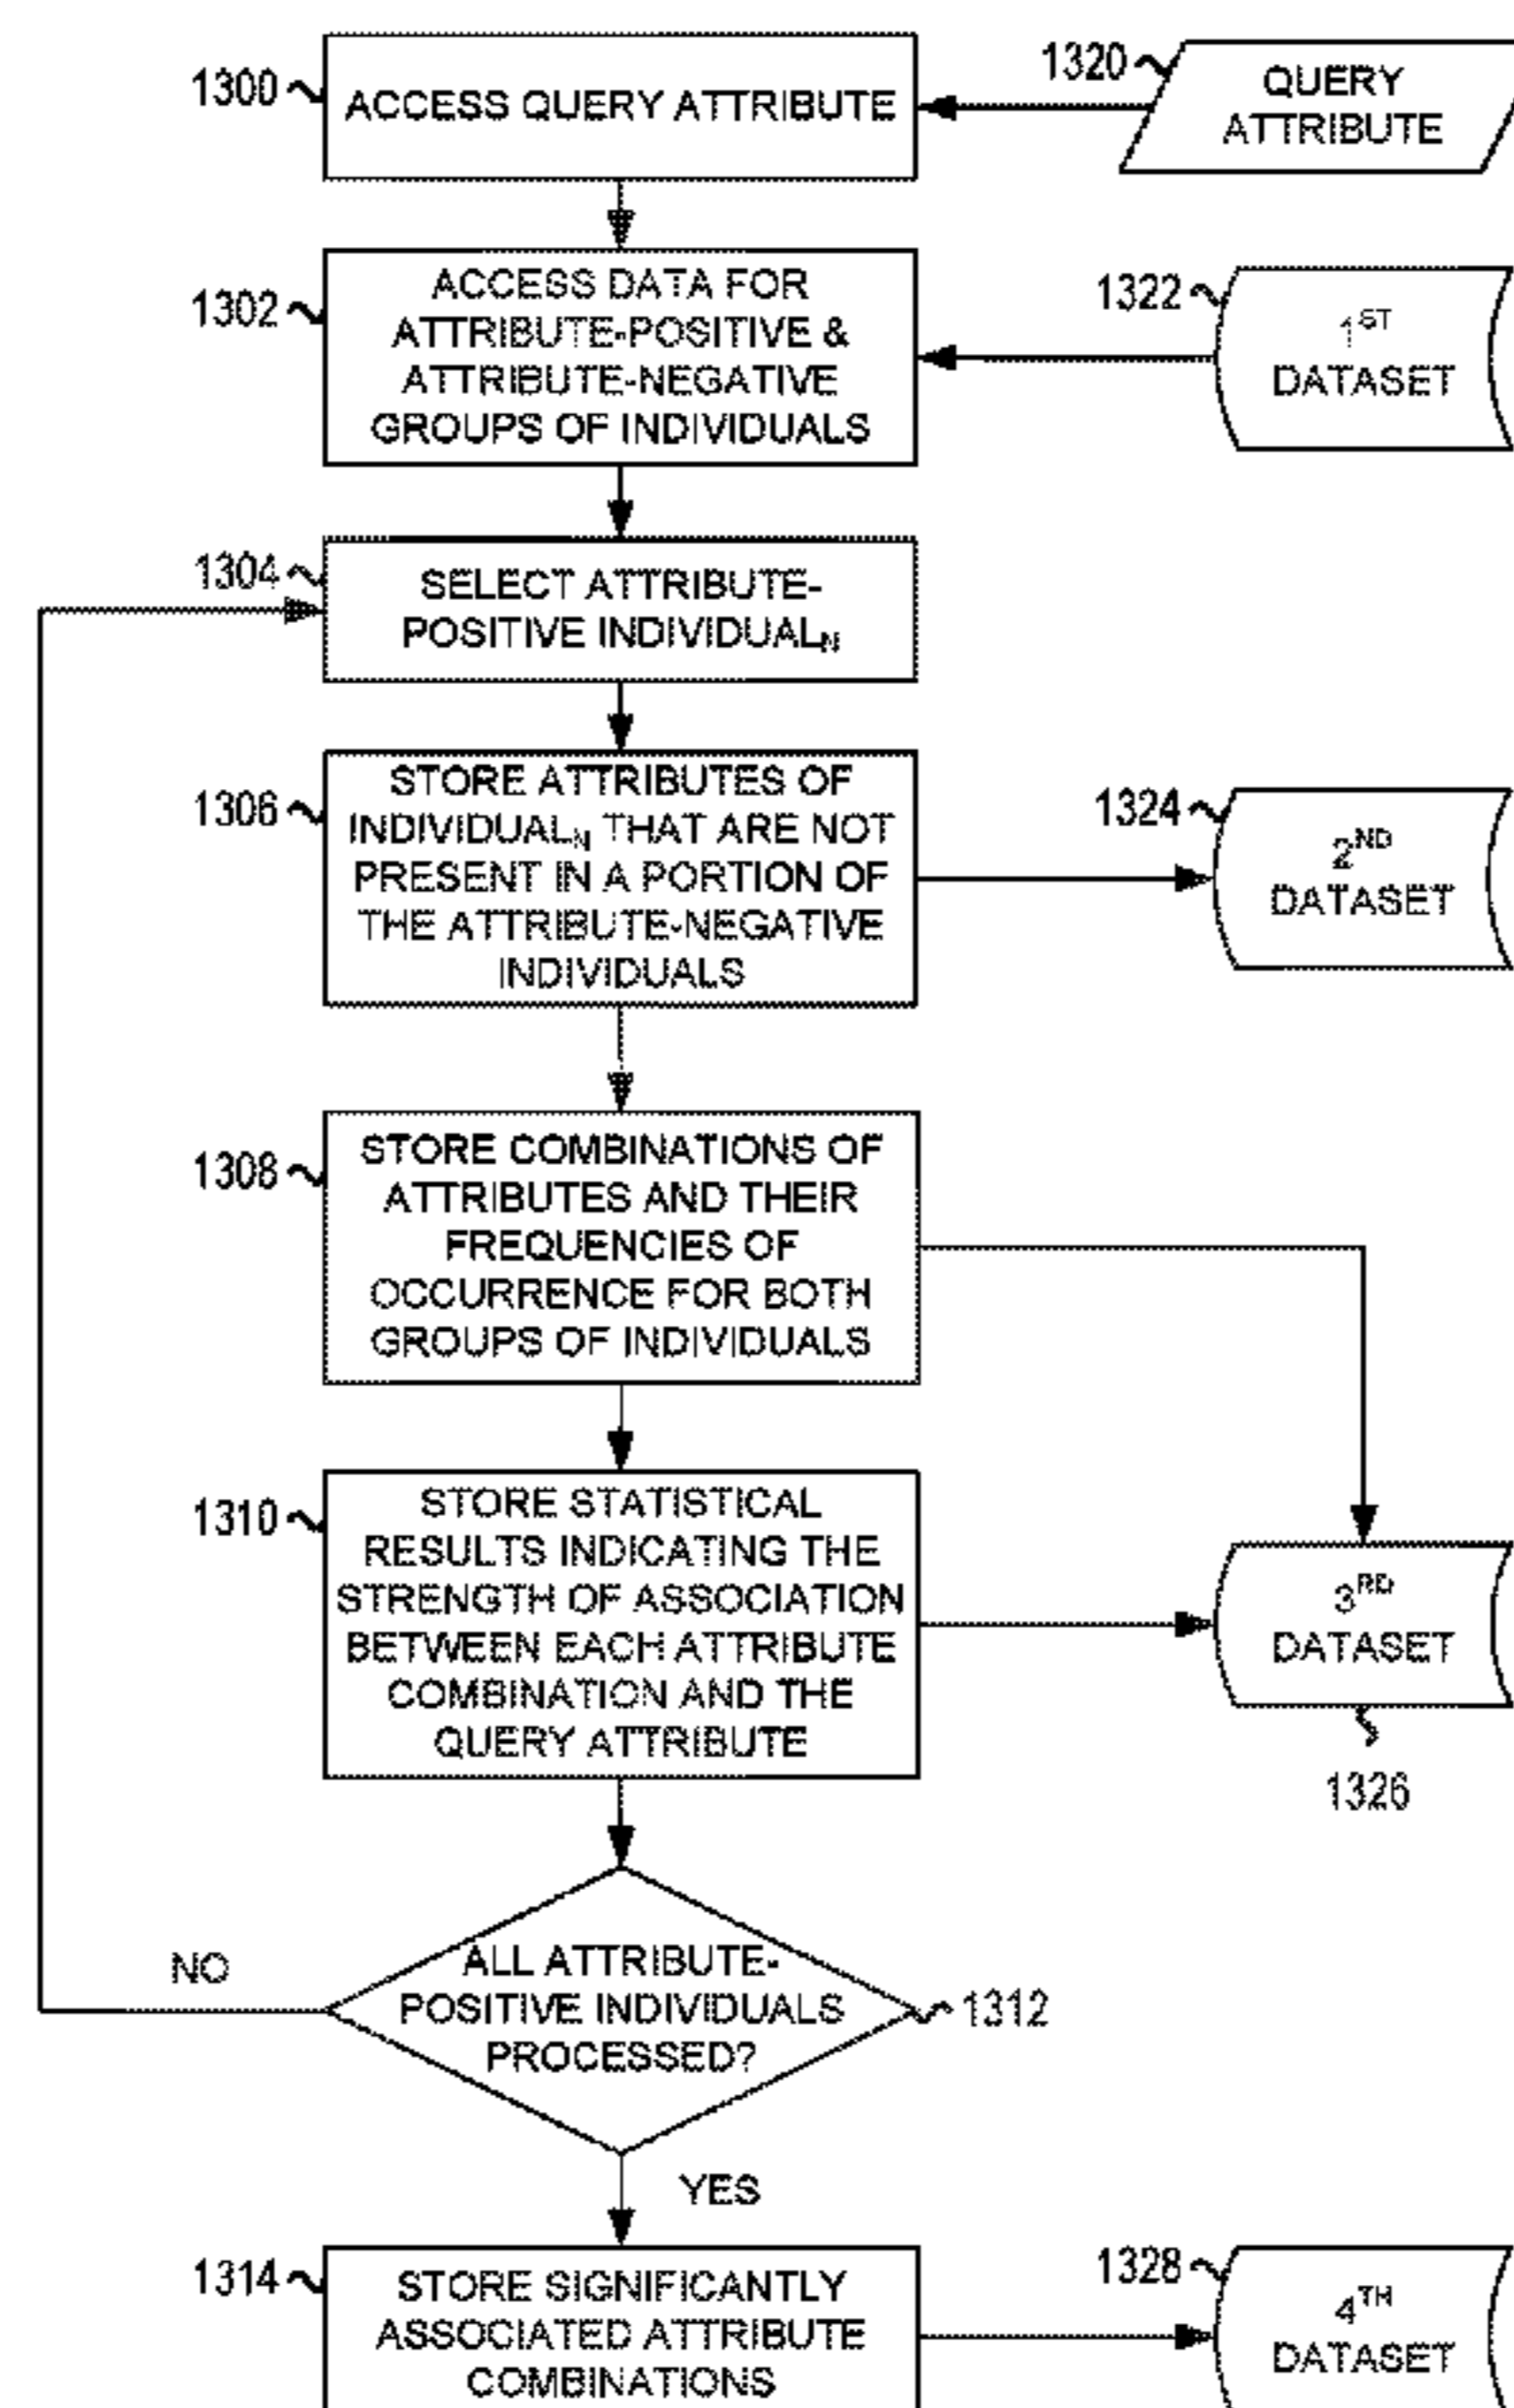 1300
ACCESS QUERY ATTRIBUTE
1320
QUERY
ATTRIBUTE
1302
ACCESS DATA FOR
ATTRIBUTE-POSITIVE &
ATTRIBUTE-NEGATIVE
GROUPS OF INDIVIDUALS
1322
1ST
DATASET
1304
SELECT ATTRIBUTE-
POSITIVE INDIVIDUALN
1306
STORE ATTRIBUTES OF
INDIVIDUALN THAT ARE NOT
PRESENT IN A PORTION OF
THE ATTRIBUTE-NEGATIVE
INDIVIDUALS
1324
2ND
DATASET
1308
STORE COMBINATIONS OF
ATTRIBUTES AND THEIR
FREQUENCIES OF
OCCURRENCE FOR BOTH
GROUPS OF INDIVIDUALS
1310
STORE STATISTICAL
RESULTS INDICATING THE
STRENGTH OF ASSOCIATION
BETWEEN EACH ATTRIBUTE
COMBINATION AND THE
QUERY ATTRIBUTE
3RD
DATASET
1326
NO
ALL ATTRIBUTE-
POSITIVE INDIVIDUALS
PROCESSED?
1312
YES
1314
STORE SIGNIFICANTLY
ASSOCIATED ATTRIBUTE
COMBINATIONS
1328
4TH
DATASET